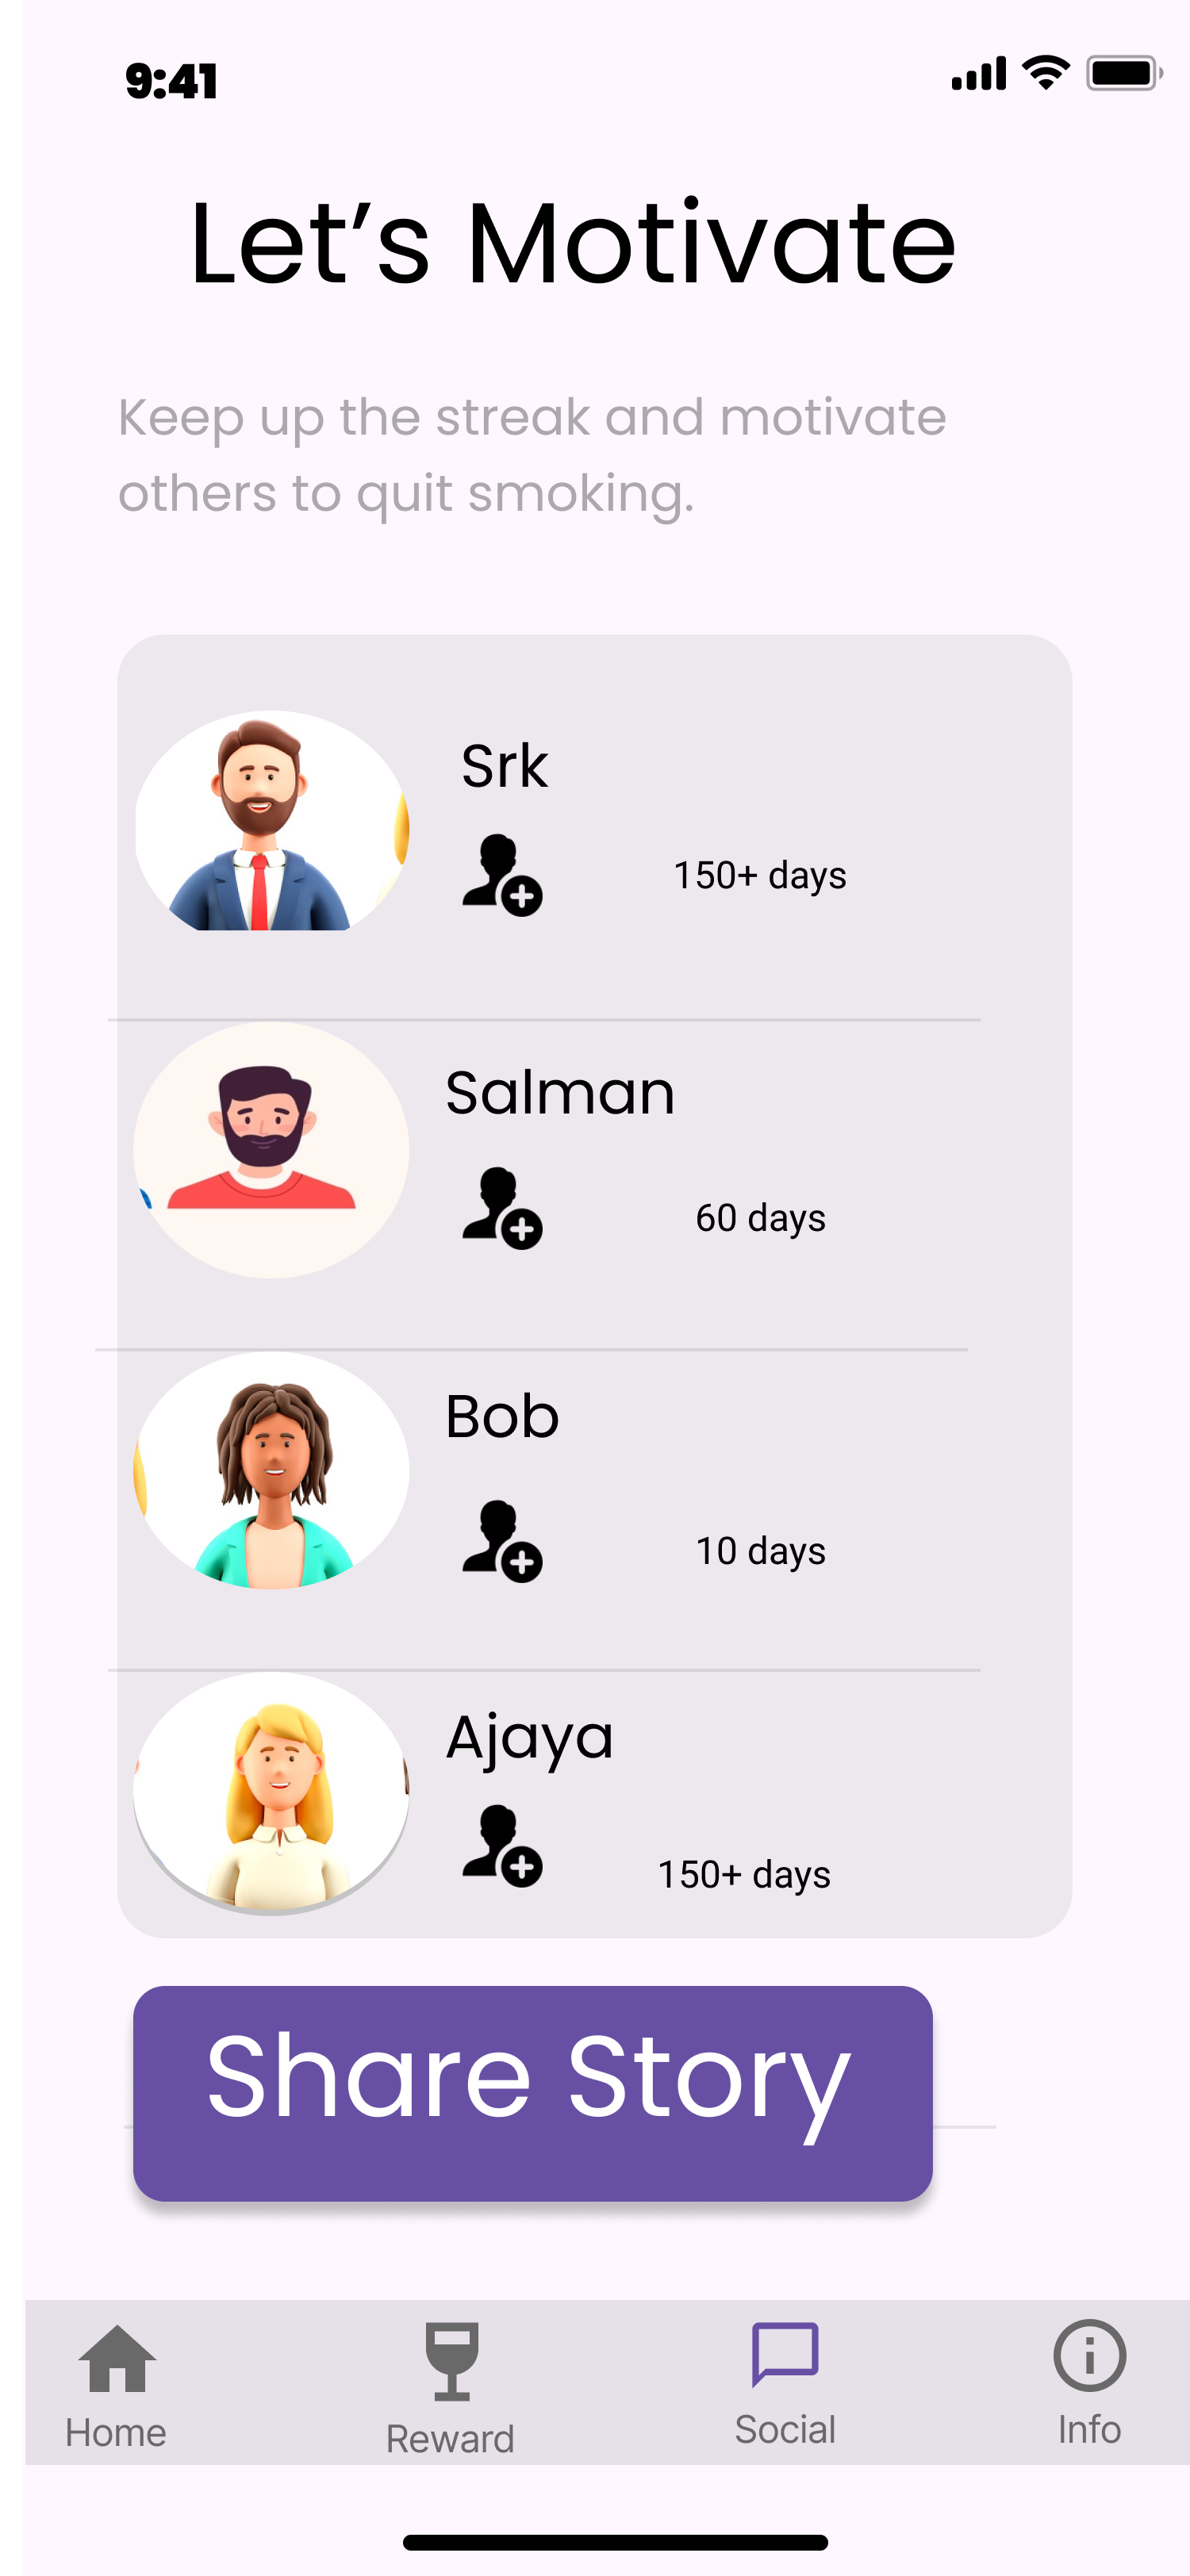 9:41
Let’s Motivate
Keep up the streak and motivate
others to quit smoking.
Srk
150+ days
Salman
60 days
Bob
10 days
Ajaya
150+ days
Share Story
Home
Reward
Social
Info